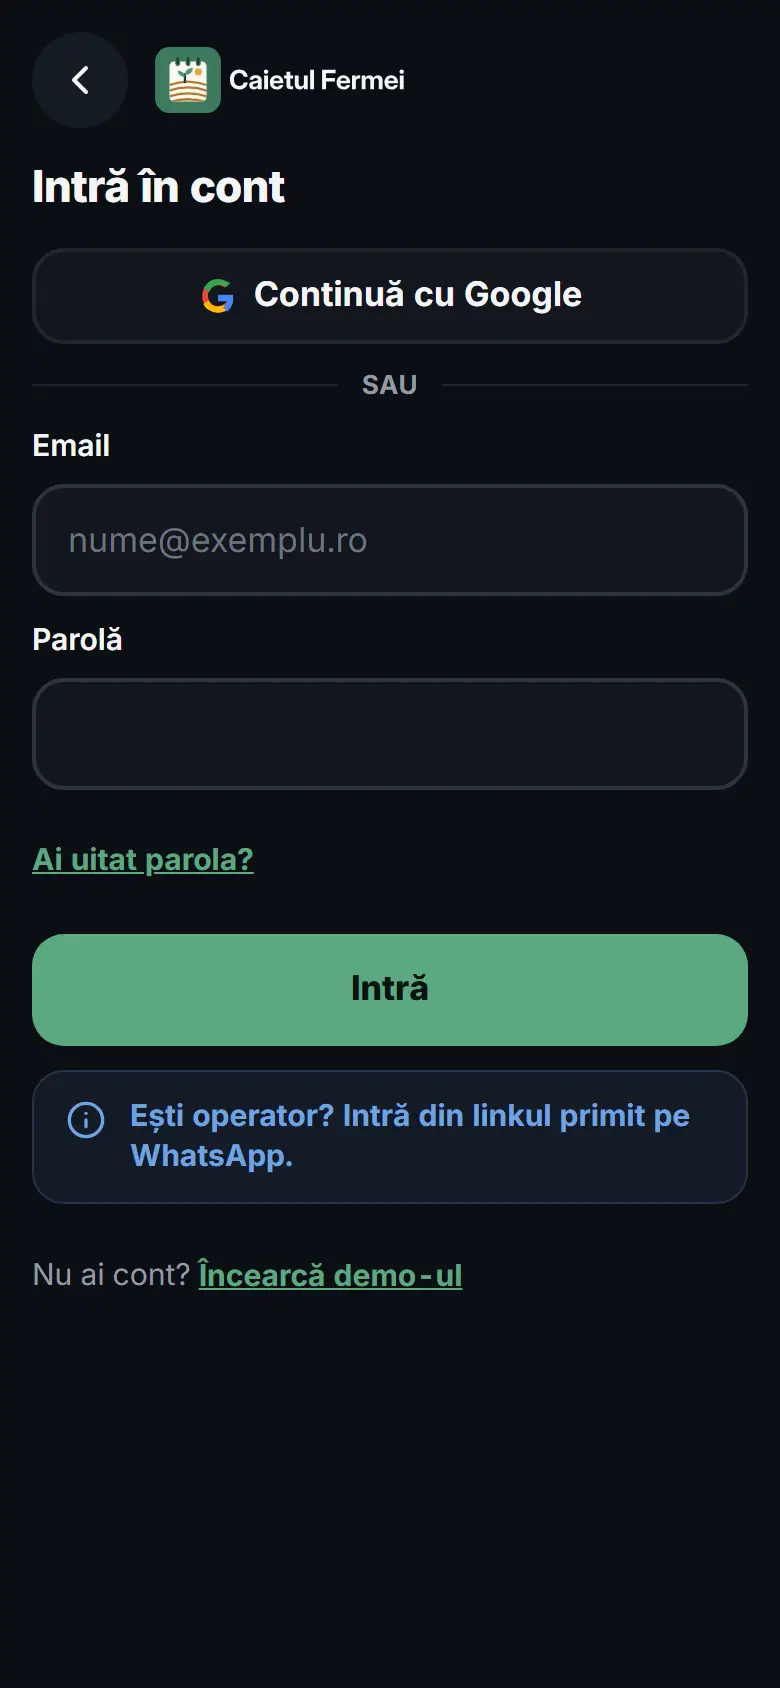 Caietul Fermei
Intră în cont
Continuă cu Google
SAU
Email
nume@exemplu.ro
Parolă
Ai uitat parola?
Intră
Ești operator? Intră din linkul primit pe
WhatsApp.
Nu ai cont? Încearcă demo-ul